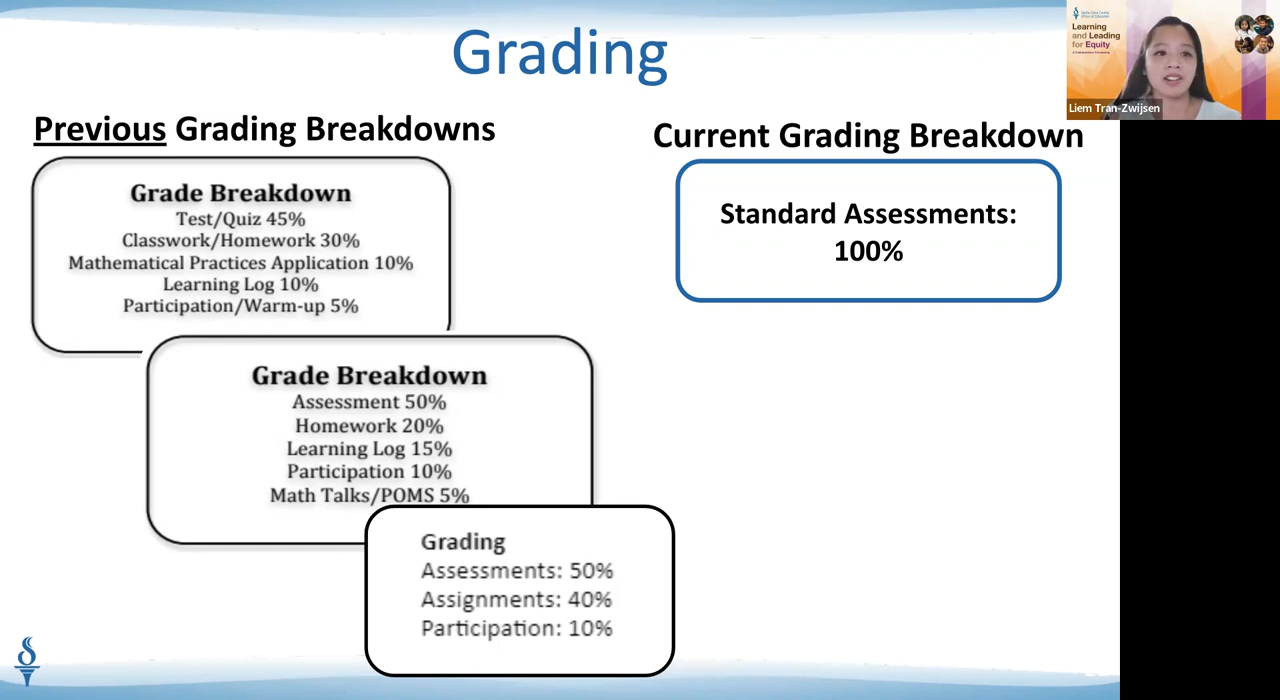 Grading
Previous Grading Breakdowns
Grade Breakdown
Test/Quiz 45%
Classwork/Homework 30%
Mathematical Practices Application 10%
Learning Log 10%
Participation/Warm-up 5%
Grade Breakdown
Assessment 50%
Homework 20%
Learning Log 15%
Participation 10%
Math Talks/POMS 5%
Grading
Assessments: 50%
Assignments: 40%
Participation: 10%
Current Grading Breakdown
Standard Assessments:
100%
Learning
and Leading
for Equity
Liem Tran-Zwijsen